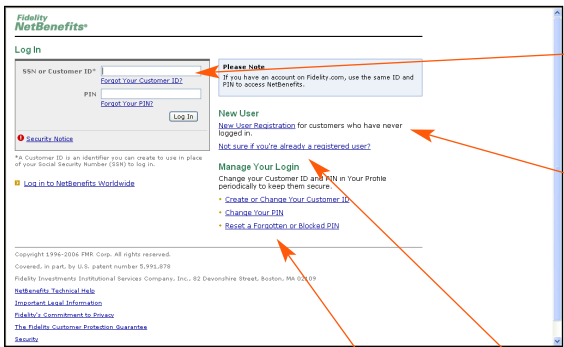 Fidelity
NetBenefits®
Log In
SSN or Customer ID*
Forgot Your Customer ID?
PIN
Forgot Your PIN?
Log In
Security Notice
*A Customer ID is an identifier you can create to use in place
of your Social Security Number (SSN) to log in.
Log in to NetBenefits Worldwide
Please Note
If you have an account on Fidelity.com, use the same ID and
PIN to access NetBenefits.
New User
New User Registration for customers who have never
logged in.
Not sure if you're already a registered user?
Manage Your Login
Change your Customer ID and PIN in Your Profile
periodically to keep them secure.
• Create or Change Your Customer ID
• Change Your PIN
• Reset a Forgotten or Blocked PIN
Copyright 1996-2006 FMR Corp. All rights reserved.
Covered, in part, by U.S. patent number 5,991,878
Fidelity Investments Institutional Services Company, Inc., 82 Devonshire Street, Boston, MA 02109
NetBenefits Technical Help
Important Legal Information
Fidelity's Commitment to Privacy
The Fidelity Customer Protection Guarantee
Security